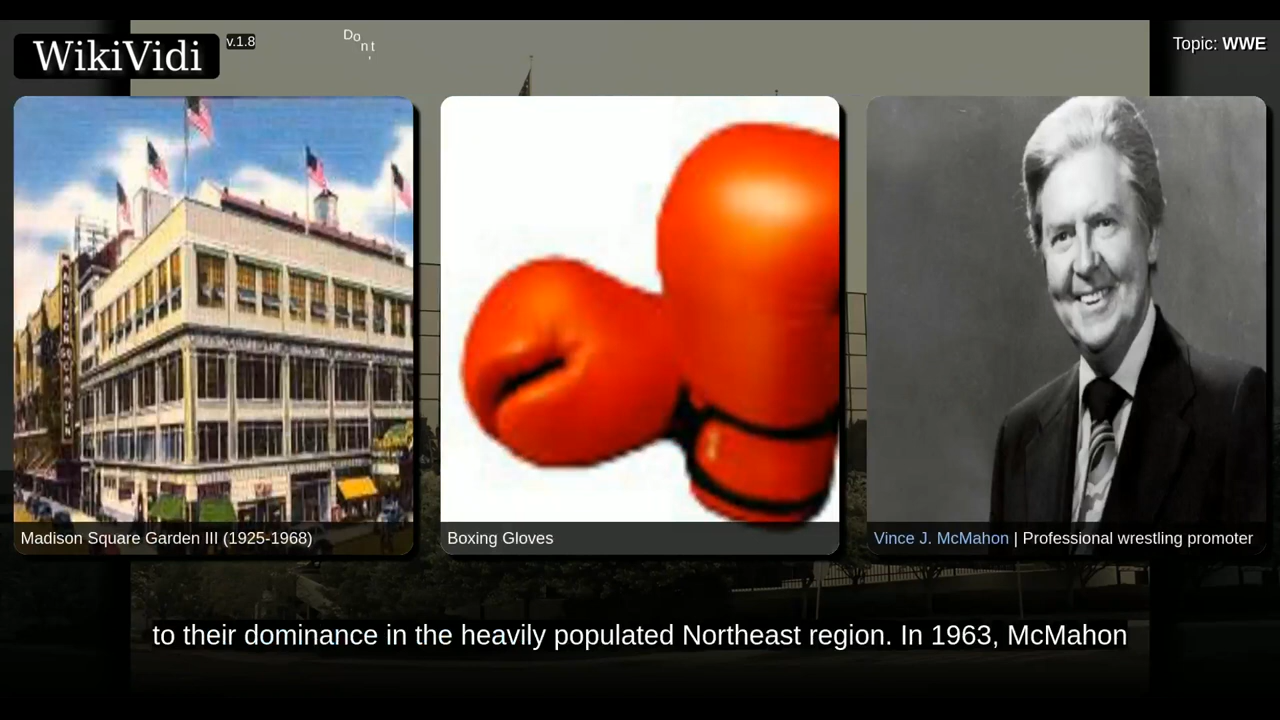 WikiVidi
v.1.8
Dont
Topic: WWE
Madison Square Garden III (1925-1968)
Boxing Gloves
Vince J. McMahon | Professional wrestling promoter
to their dominance in the heavily populated Northeast region. In 1963, McMahon